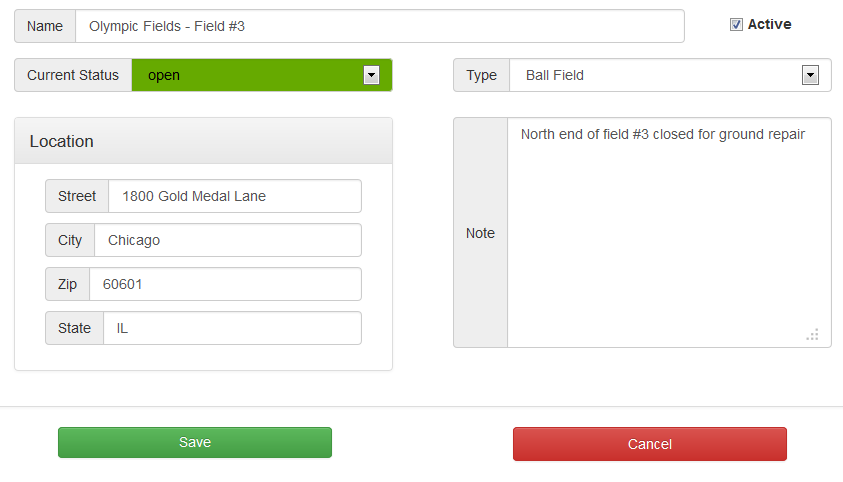 Name Olympic Fields - Field #3 Active
Current Status open
Type Ball Field
Location
Street 1800 Gold Medal Lane
City Chicago
Zip 60601
State IL
Note North end of field #3 closed for ground repair
Save Cancel